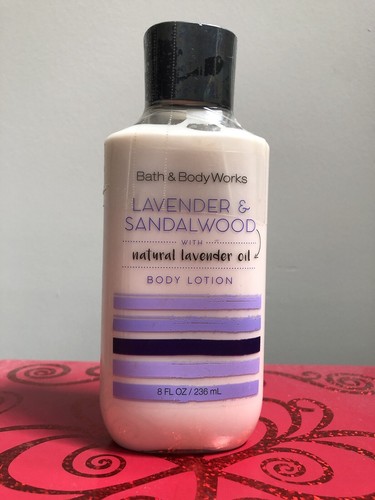 Bath & Body Works
LAVENDER &
SANDALWOOD
WITH
natural lavender oil
BODY LOTION
8 FL OZ / 236 mL